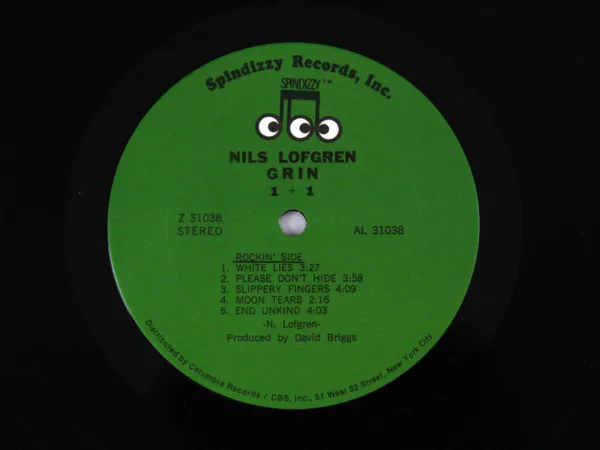 Spindizzy Records, Inc.
SPINDIZZY
NILS LOFGREN
GRIN
1 + 1
Z 31038
STEREO
AL 31038
ROCKIN' SIDE
1. WHITE LIES 3:27
2. PLEASE DON'T HIDE 3:58
3. SLIPPERY FINGERS 4:09
4. MOON TEARS 2:16
5. END UNKIND 4:03
-N. Lofgren-
Produced by David Briggs
Distributed by Columbia Records / CBS, Inc., 51 West 52 Street, New York City